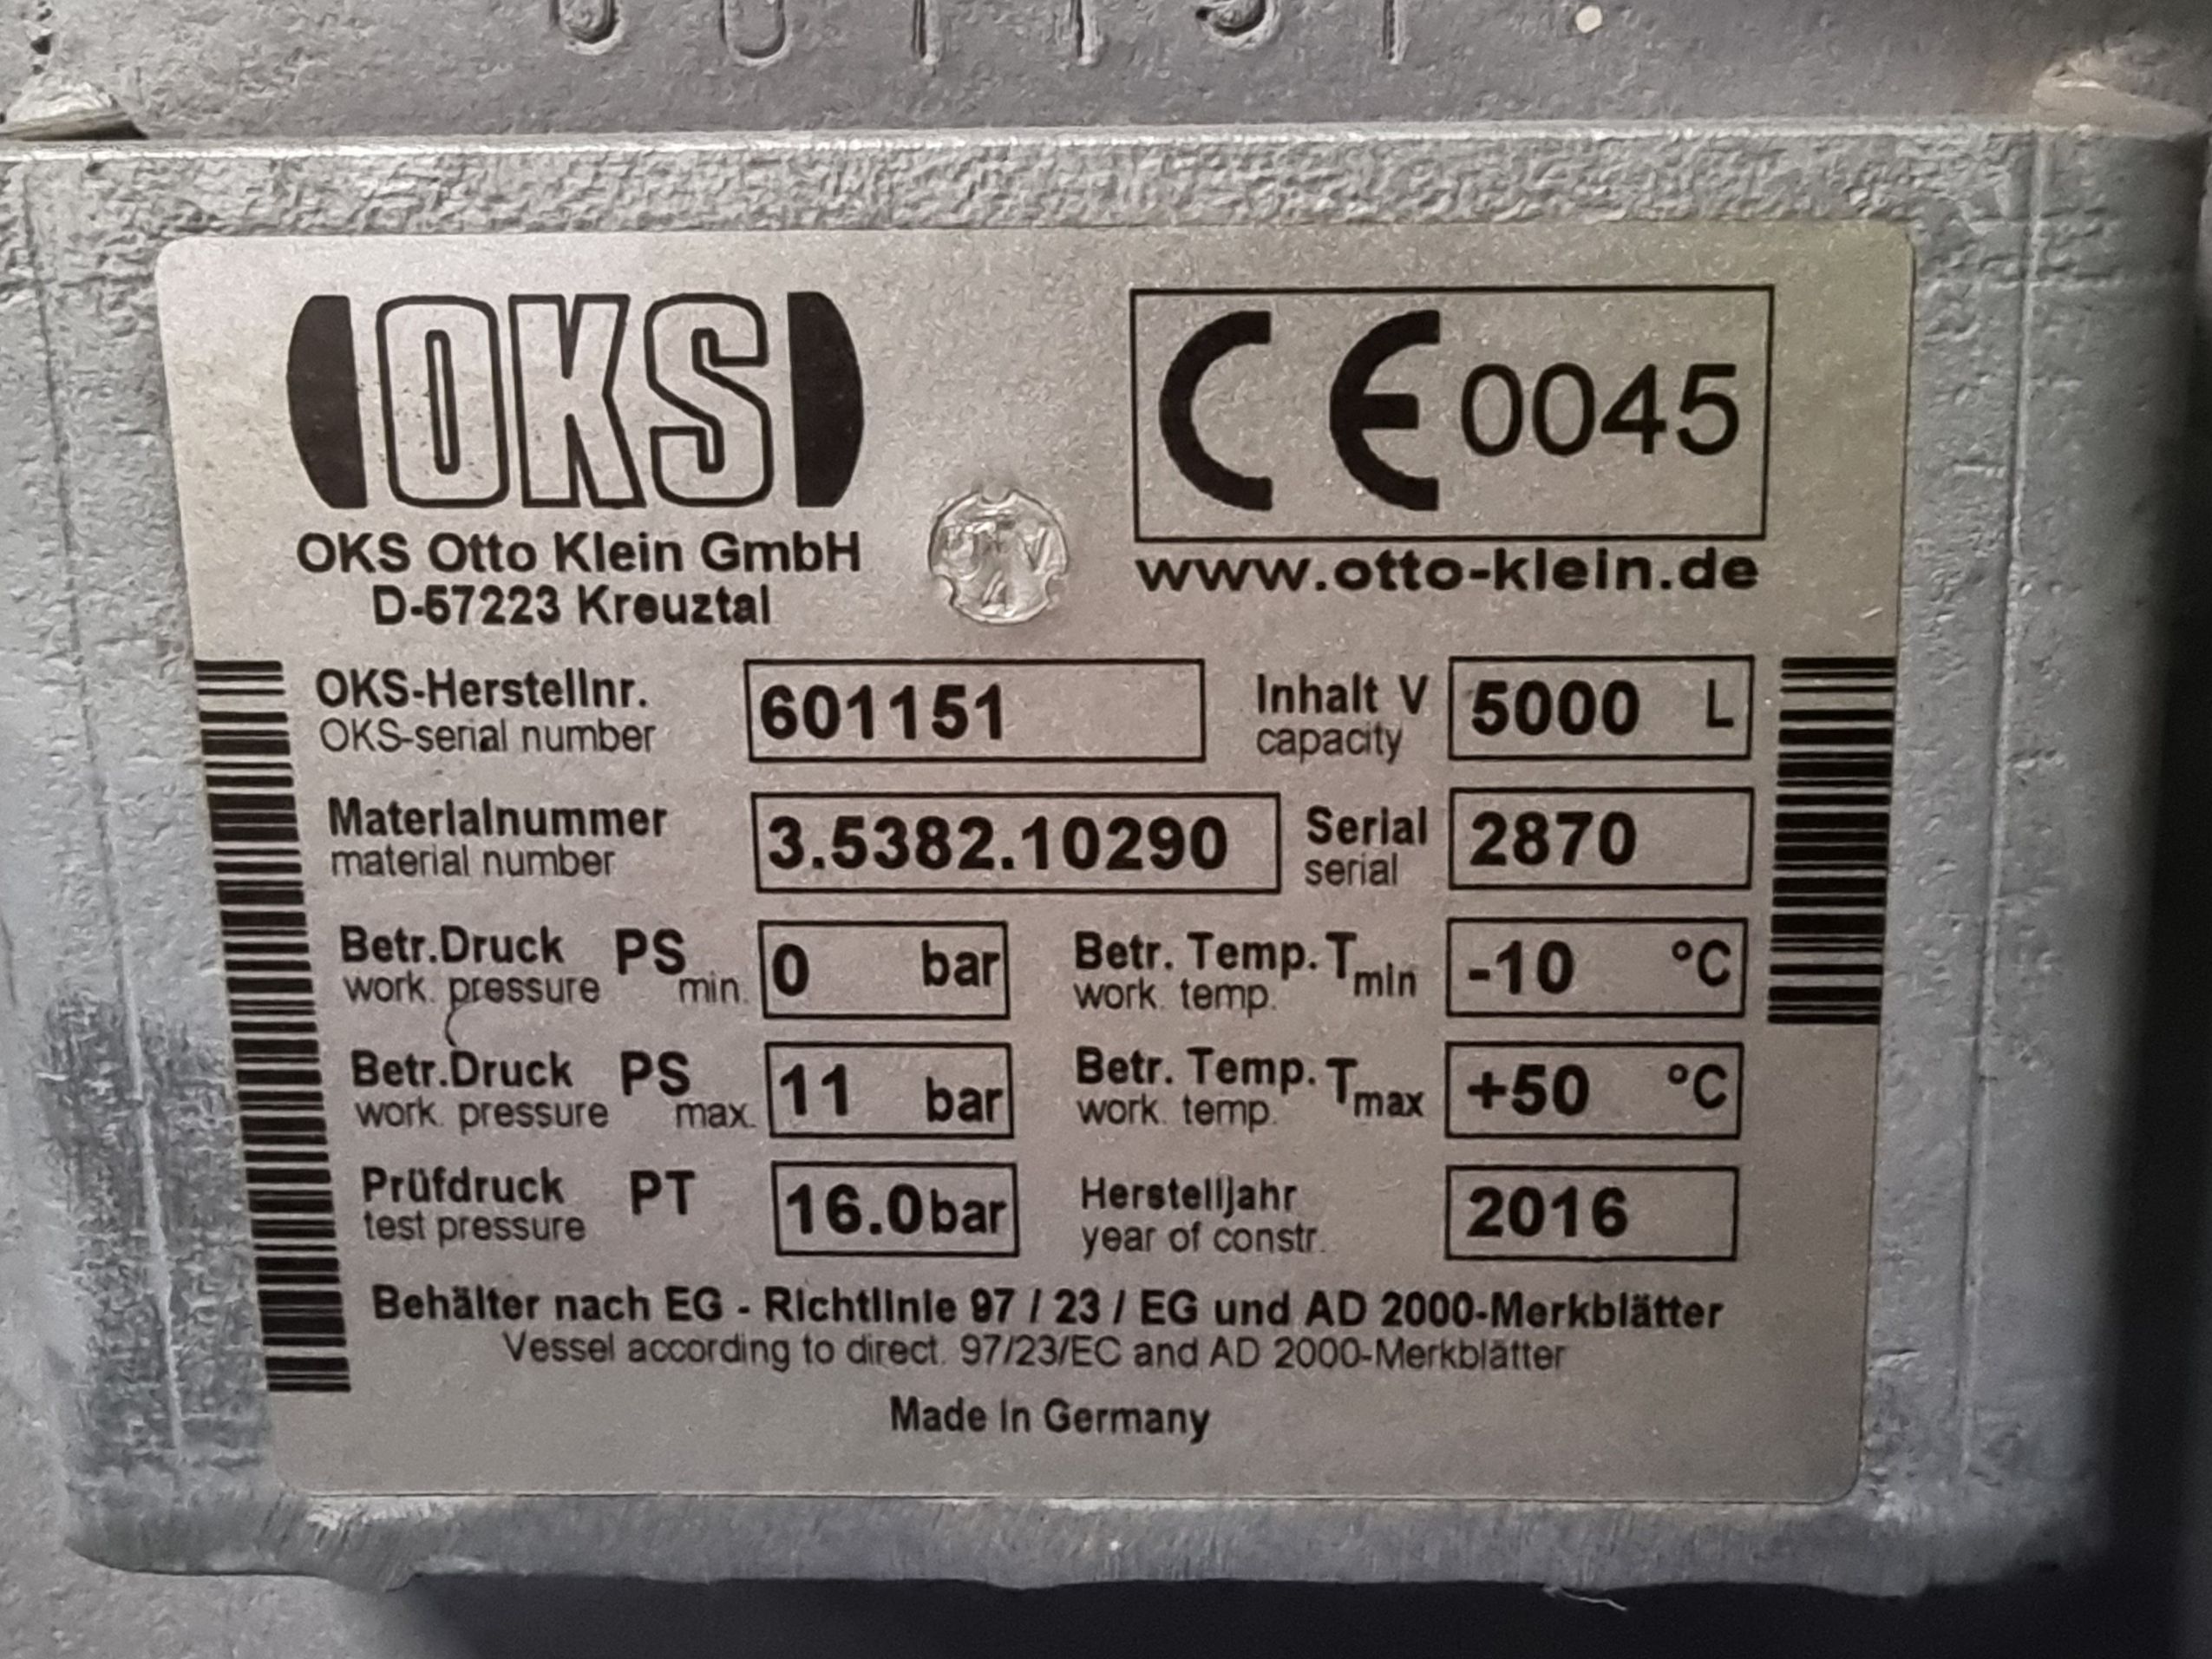 OKS
CE 0045
OKS Otto Klein GmbH
D-57223 Kreuztal
www.otto-klein.de
OKS-Herstellnr. 601151 Inhalt V 5000 L
OKS-serial number capacity
Materialnummer 3.5382.10290 Serial 2870
material number serial
Betr.Druck PS min. 0 bar Betr. Temp. Tmin -10 °C
work. pressure work. temp.
Betr.Druck PS max. 11 bar Betr. Temp. Tmax +50 °C
work. pressure work. temp.
Prüfdruck PT 16.0bar Herstelljahr 2016
test pressure year of constr.
Behälter nach EG - Richtlinie 97 / 23 / EG und AD 2000-Merkblätter
Vessel according to direct. 97/23/EC and AD 2000-Merkblätter
Made in Germany